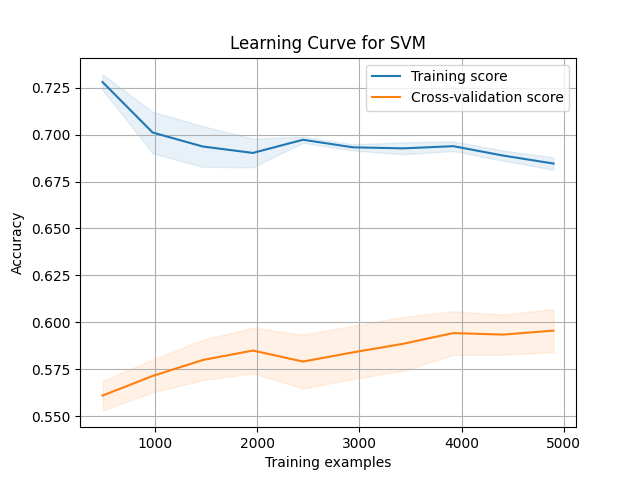 Learning Curve for SVM
Training score
Cross-validation score
0.725
0.700
0.675
0.650
0.625
0.600
0.575
0.550
Accuracy
1000 2000 3000 4000 5000
Training examples